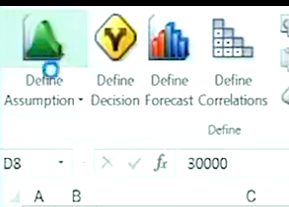 Define Define Define Define
Assumption Decision Forecast Correlations
Define
D8 fx 30000
A B C